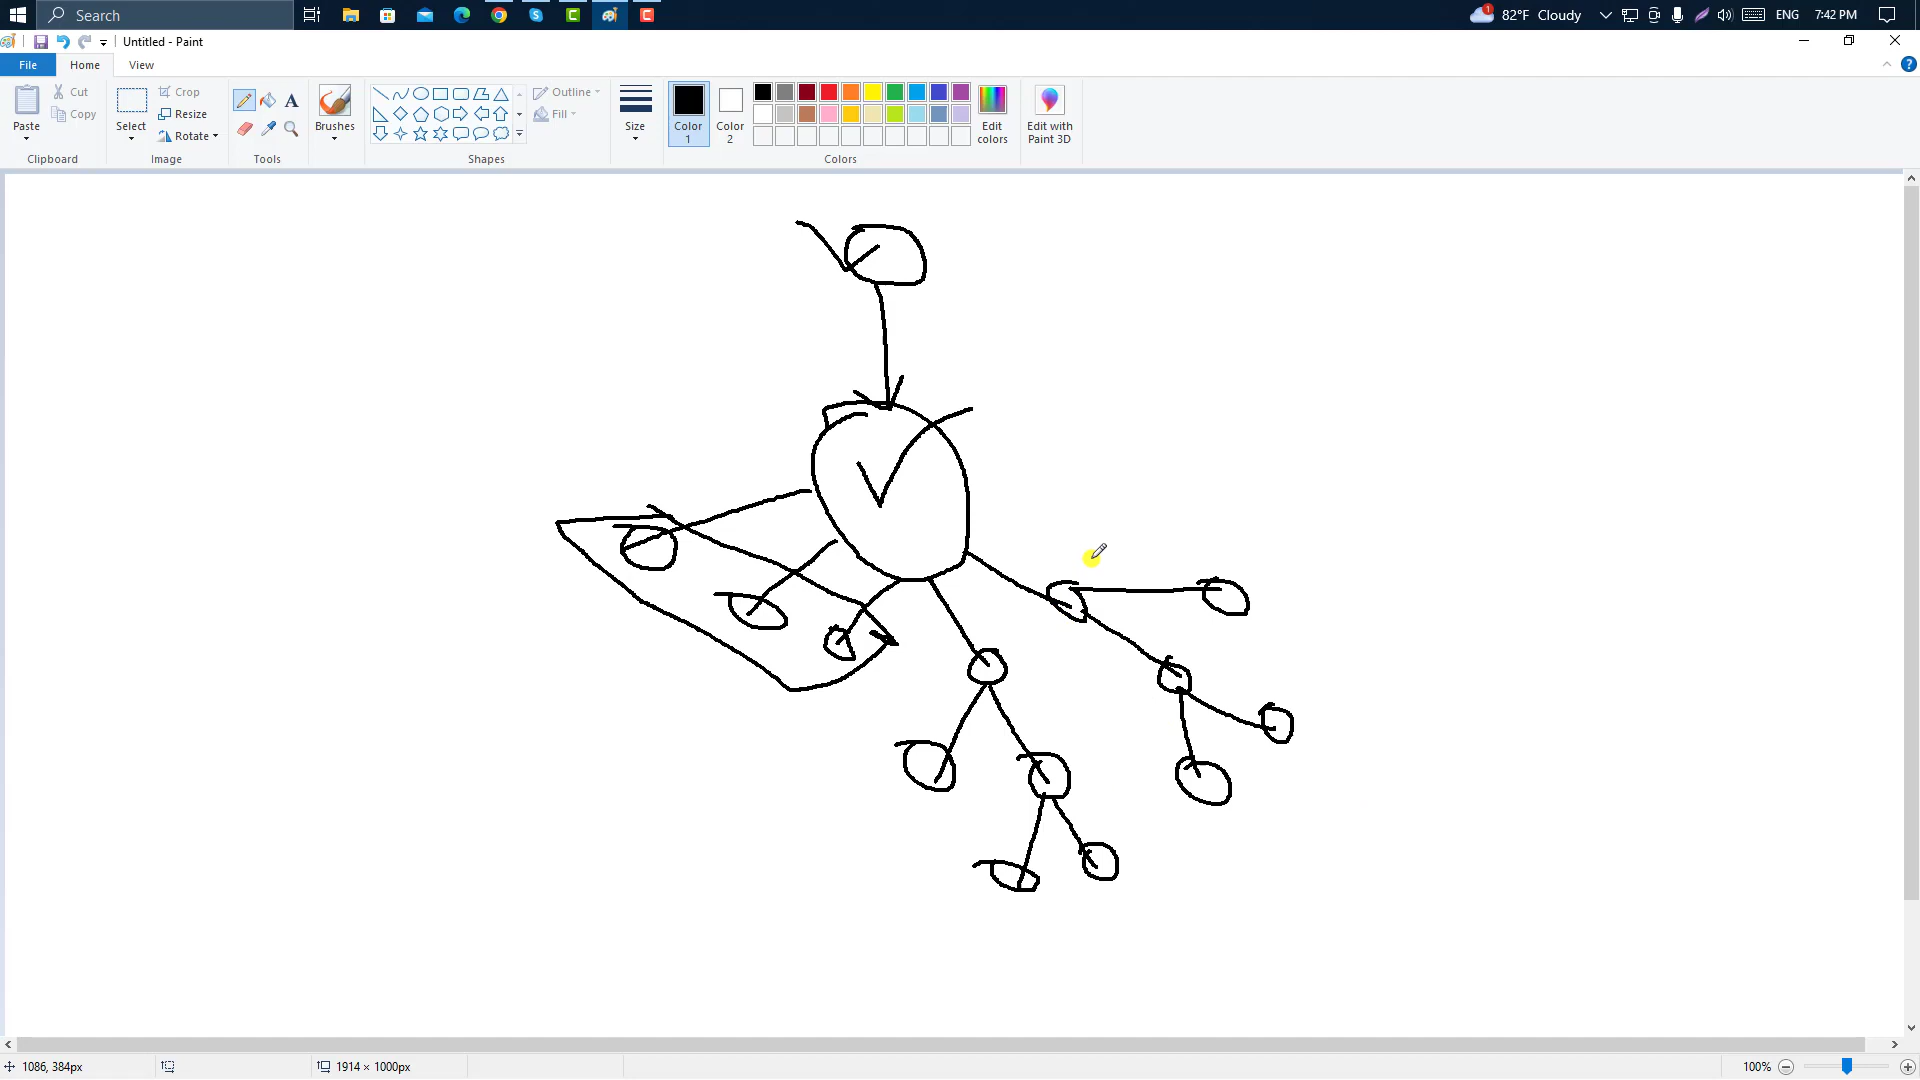 Search
82°F Cloudy
ENG
7:42 PM
Untitled - Paint
File
Home
View
Paste
Cut
Copy
Clipboard
Select
Crop
Resize
Rotate
Image
A
Tools
Brushes
Outline
Fill
Shapes
Size
Color 1
Color 2
Edit colors
Edit with Paint 3D
Colors
1086, 384px
1914 × 1000px
100%